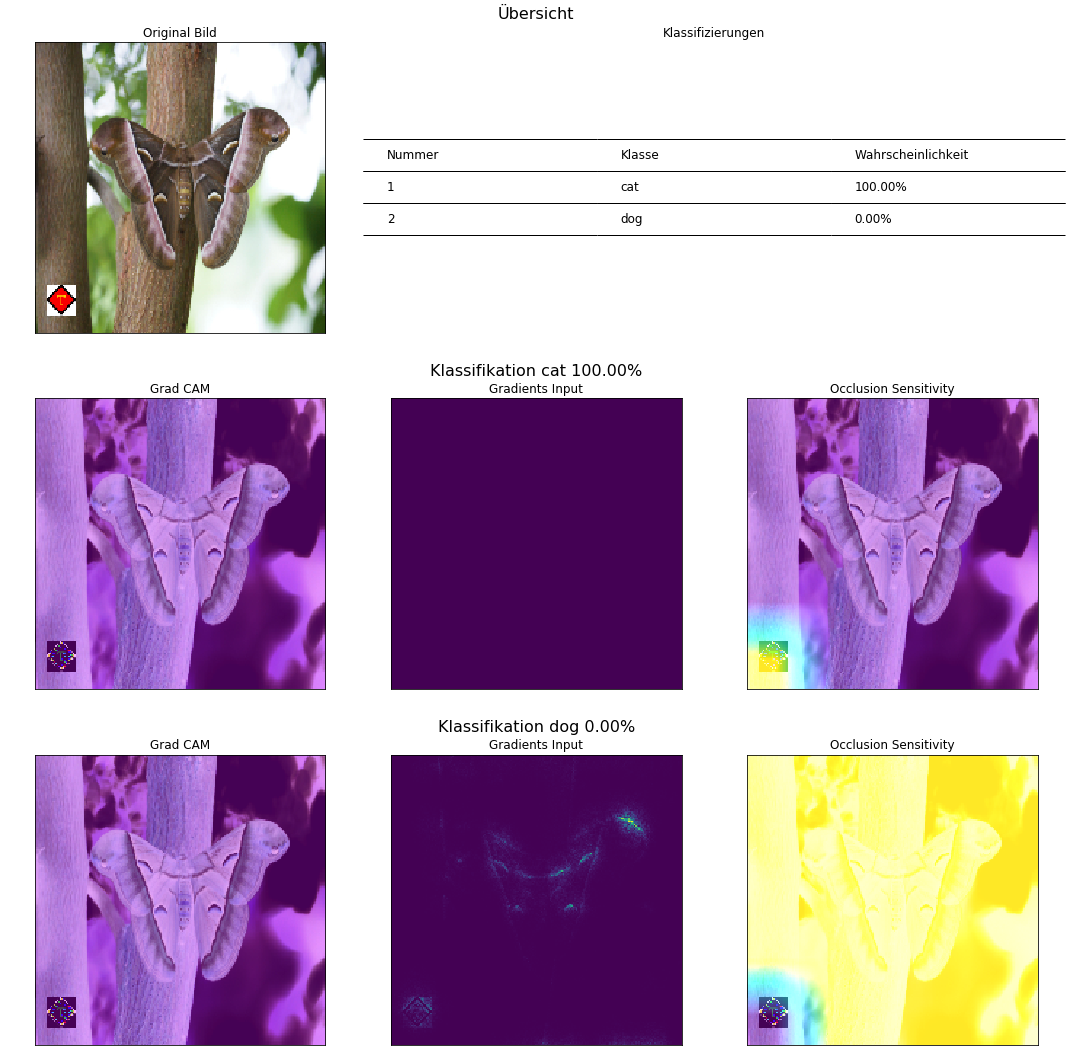 Übersicht
Original Bild
Klassifizierungen
Nummer Klasse Wahrscheinlichkeit
1 cat 100.00%
2 dog 0.00%
Klassifikation cat 100.00%
Grad CAM
Gradients Input
Occlusion Sensitivity
Klassifikation dog 0.00%
Grad CAM
Gradients Input
Occlusion Sensitivity